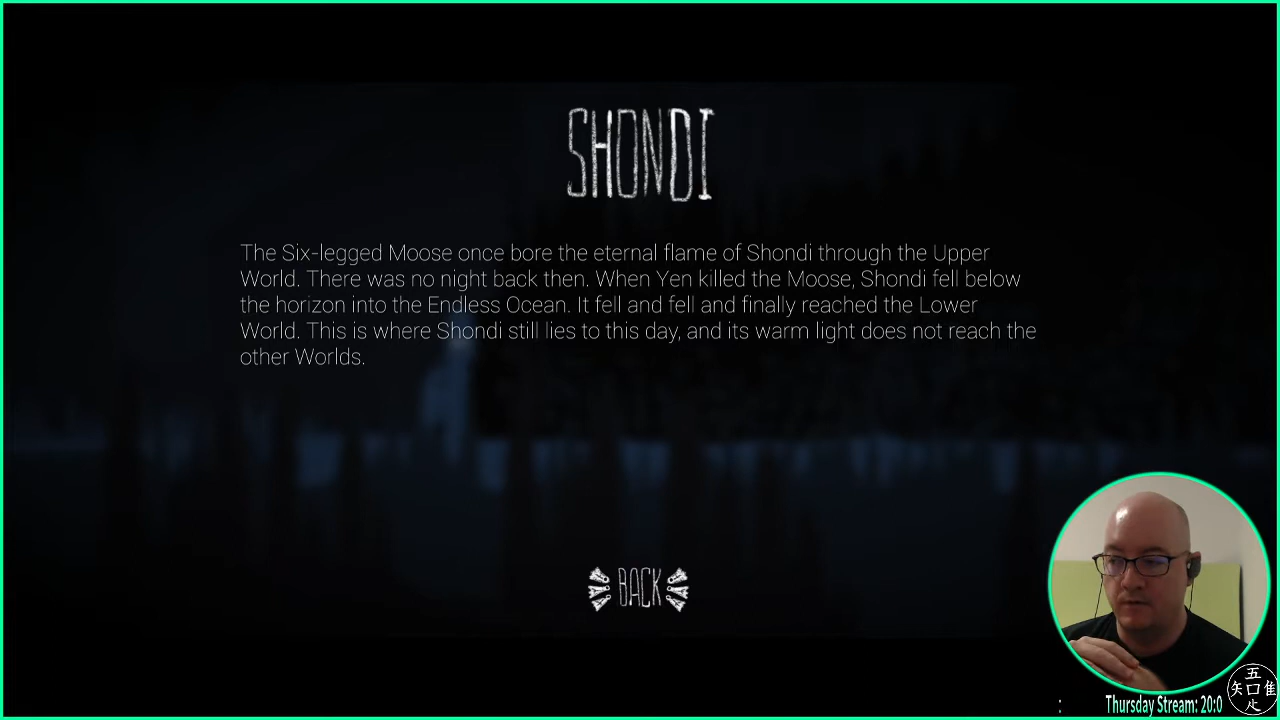 SHONDI
The Six-legged Moose once bore the eternal flame of Shondi through the Upper
World. There was no night back then. When Yen killed the Moose, Shondi fell below
the horizon into the Endless Ocean. It fell and fell and finally reached the Lower
World. This is where Shondi still lies to this day, and its warm light does not reach the
other Worlds.
BACK
五
矢口隹
: Thursday Stream: 20:0